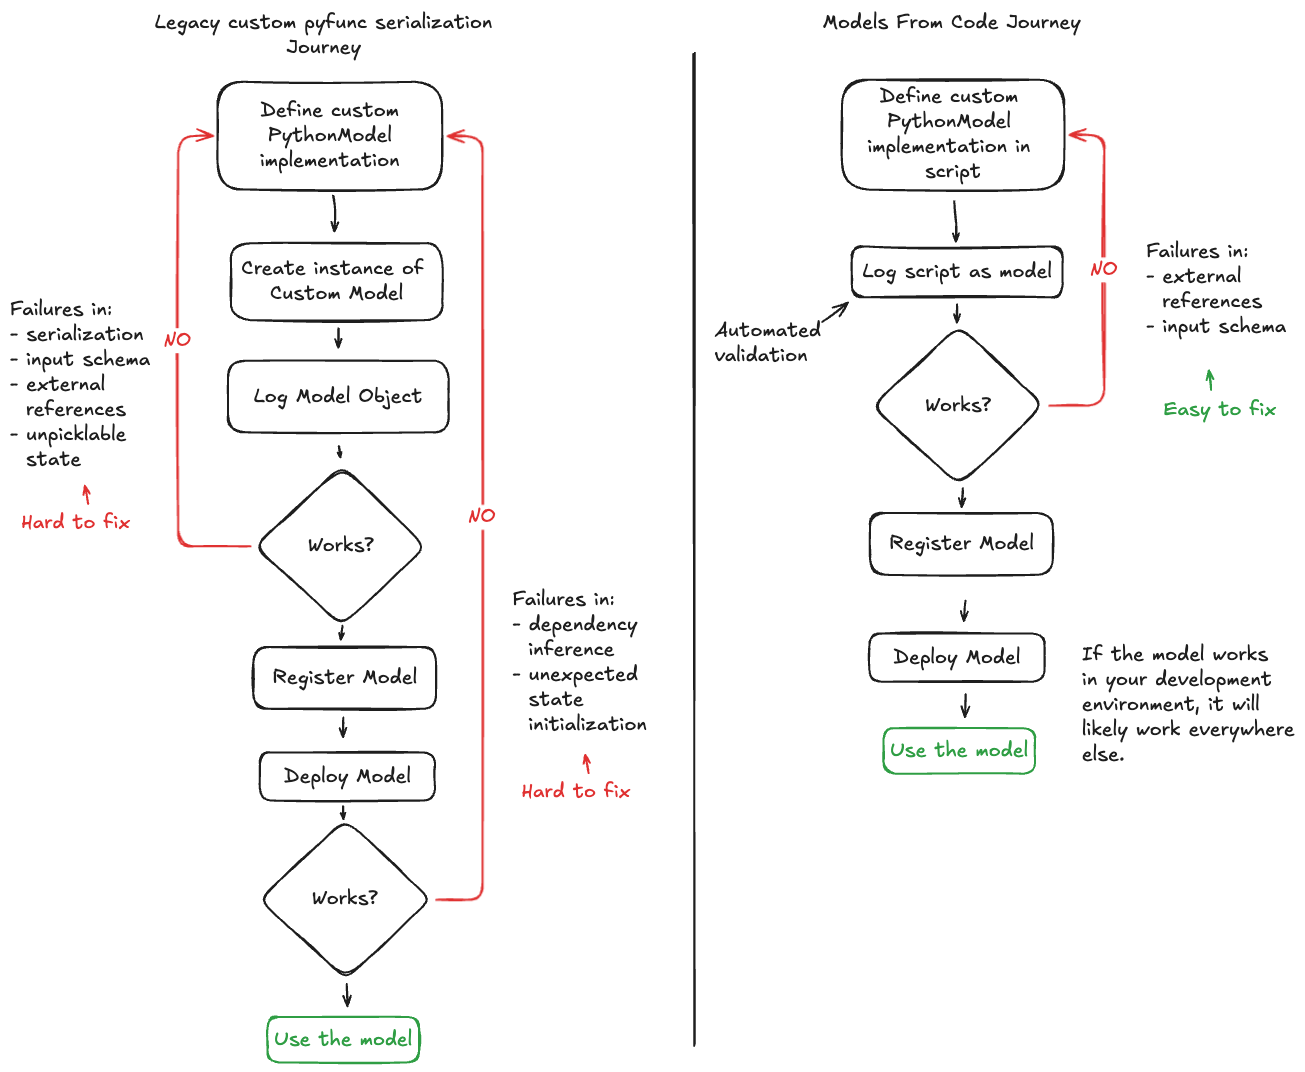 Legacy custom pyfunc serialization
Journey
Define custom
PythonModel
implementation
Create instance of
Custom Model
Failures in:
- serialization
- input schema
- external
references
- unpicklable
state
Hard to fix
NO
Log Model Object
Works?
NO
Register Model
Failures in:
- dependency
inference
- unexpected
state
initialization
Hard to fix
Deploy Model
Works?
Use the model
Models From Code Journey
Define custom
PythonModel
implementation in
script
Log script as model
NO
Failures in:
- external
references
- input schema
Easy to fix
Automated
validation
Works?
Register Model
Deploy Model
If the model works
in your development
environment, it will
likely work everywhere
else.
Use the model